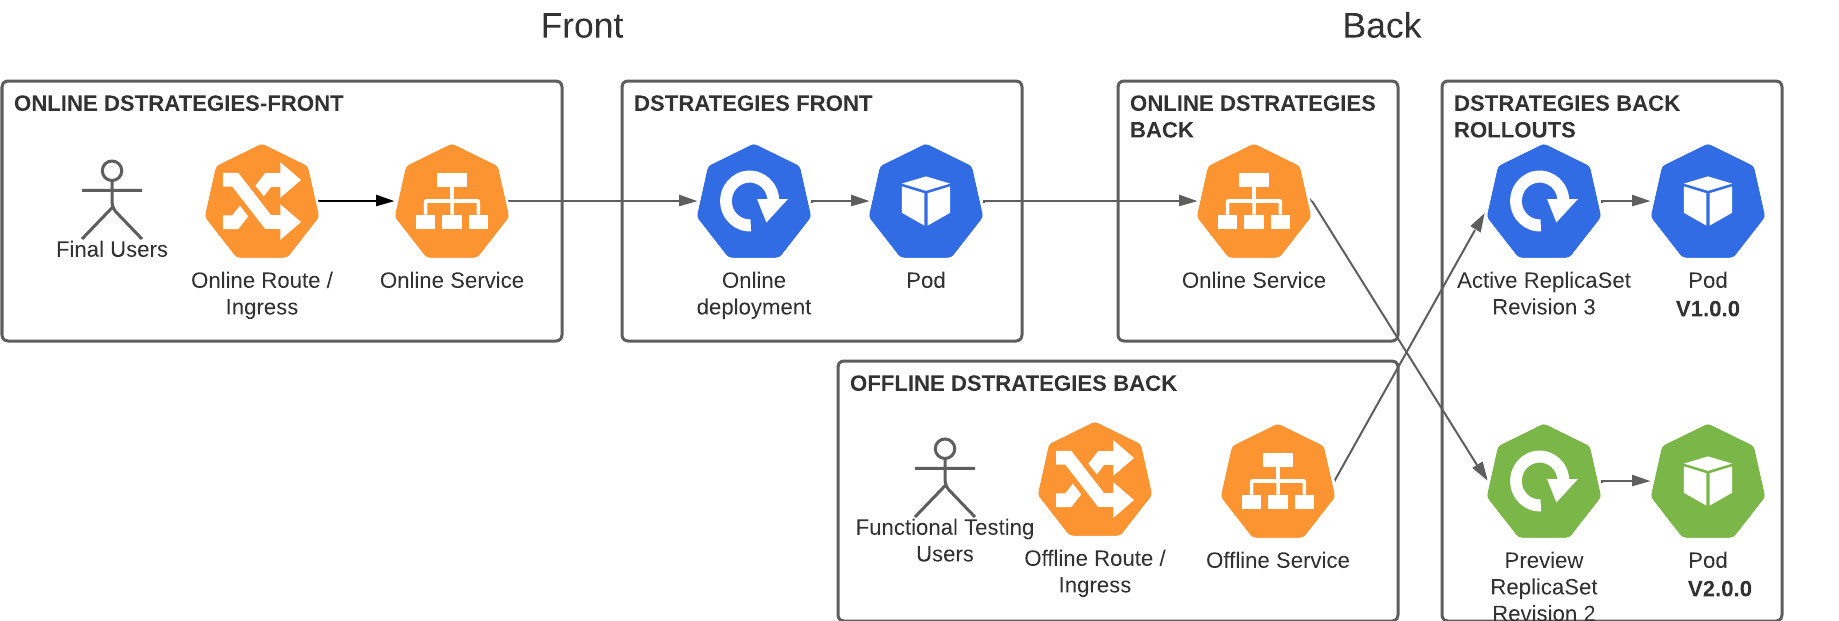 Front
Back
ONLINE DSTRATEGIES-FRONT
Final Users
Online Route /
Ingress
Online Service
DSTRATEGIES FRONT
Online
deployment
Pod
ONLINE DSTRATEGIES
BACK
Online Service
DSTRATEGIES BACK
ROLLOUTS
Active ReplicaSet
Revision 3
Pod
V1.0.0
OFFLINE DSTRATEGIES BACK
Functional Testing
Users
Offline Route /
Ingress
Offline Service
Preview
ReplicaSet
Revision 2
Pod
V2.0.0